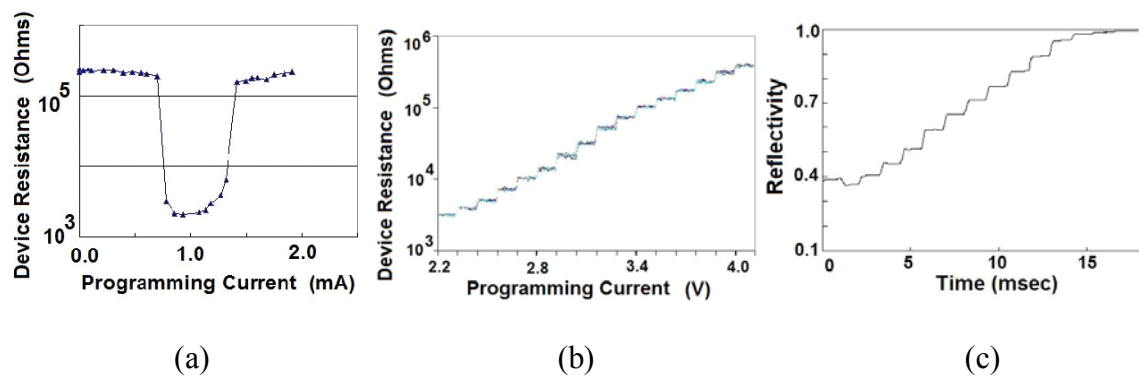 Device Resistance (Ohms)
10^5
10^3
0.0 1.0 2.0
Programming Current (mA)
(a)
Device Resistance (Ohms)
10^6
10^5
10^4
10^3
2.2 2.8 3.4 4.0
Programming Current (V)
(b)
Reflectivity
1.0
0.7
0.4
0.1
0 5 10 15
Time (msec)
(c)